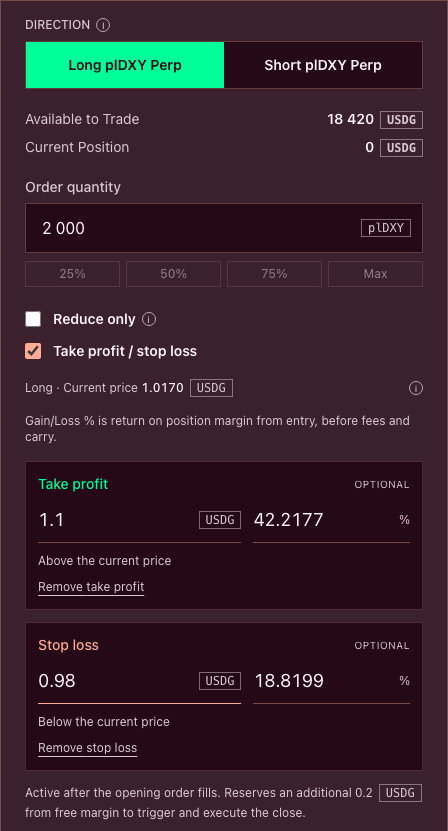 DIRECTION
Long plDXY Perp Short plDXY Perp
Available to Trade 18 420 USDG
Current Position 0 USDG
Order quantity
2 000 plDXY
25% 50% 75% Max
Reduce only
Take profit / stop loss
Long · Current price 1.0170 USDG
Gain/Loss % is return on position margin from entry, before fees and
carry.
Take profit OPTIONAL
1.1 USDG 42.2177 %
Above the current price
Remove take profit
Stop loss OPTIONAL
0.98 USDG 18.8199 %
Below the current price
Remove stop loss
Active after the opening order fills. Reserves an additional 0.2 USDG
from free margin to trigger and execute the close.